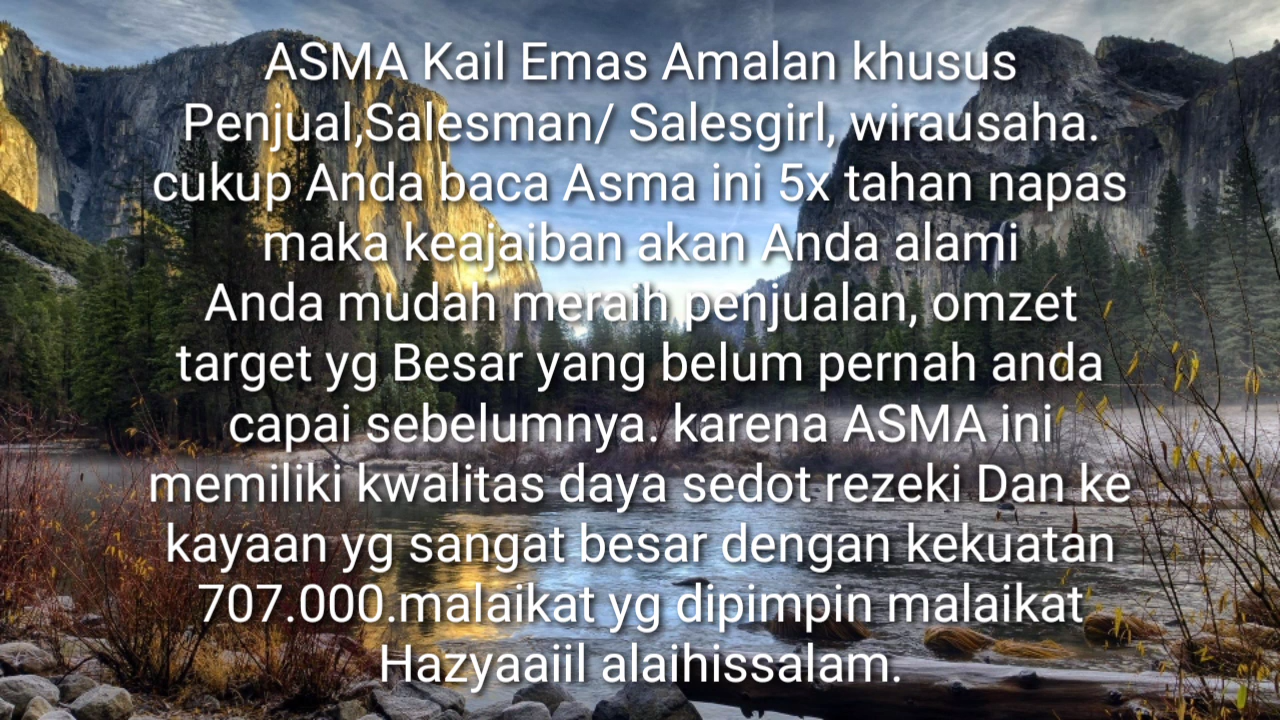 ASMA Kail Emas Amalan khusus
Penjual,Salesman/ Salesgirl, wirausaha.
cukup Anda baca Asma ini 5x tahan napas
maka keajaiban akan Anda alami
Anda mudah meraih penjualan, omzet
target yg Besar yang belum pernah anda
capai sebelumnya. karena ASMA ini
memiliki kwalitas daya sedot rezeki Dan ke
kayaan yg sangat besar dengan kekuatan
707.000.malaikat yg dipimpin malaikat
Hazyaaiil alaihissalam.